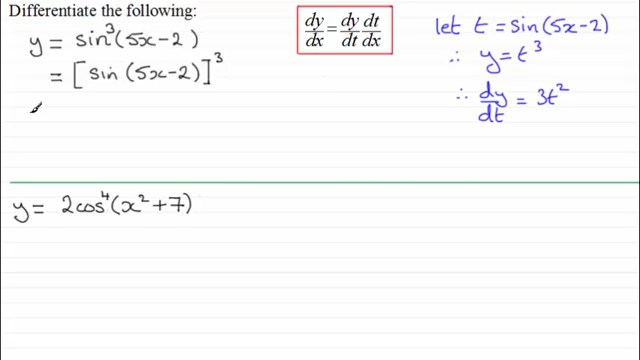 Differentiate the following:
y = sin³(5x-2)
= [sin (5x-2)]³
dy/dx = dy/dt dt/dx
let t = sin(5x-2)
∴ y = t³
∴ dy/dt = 3t²
y = 2cos⁴(x² + 7)